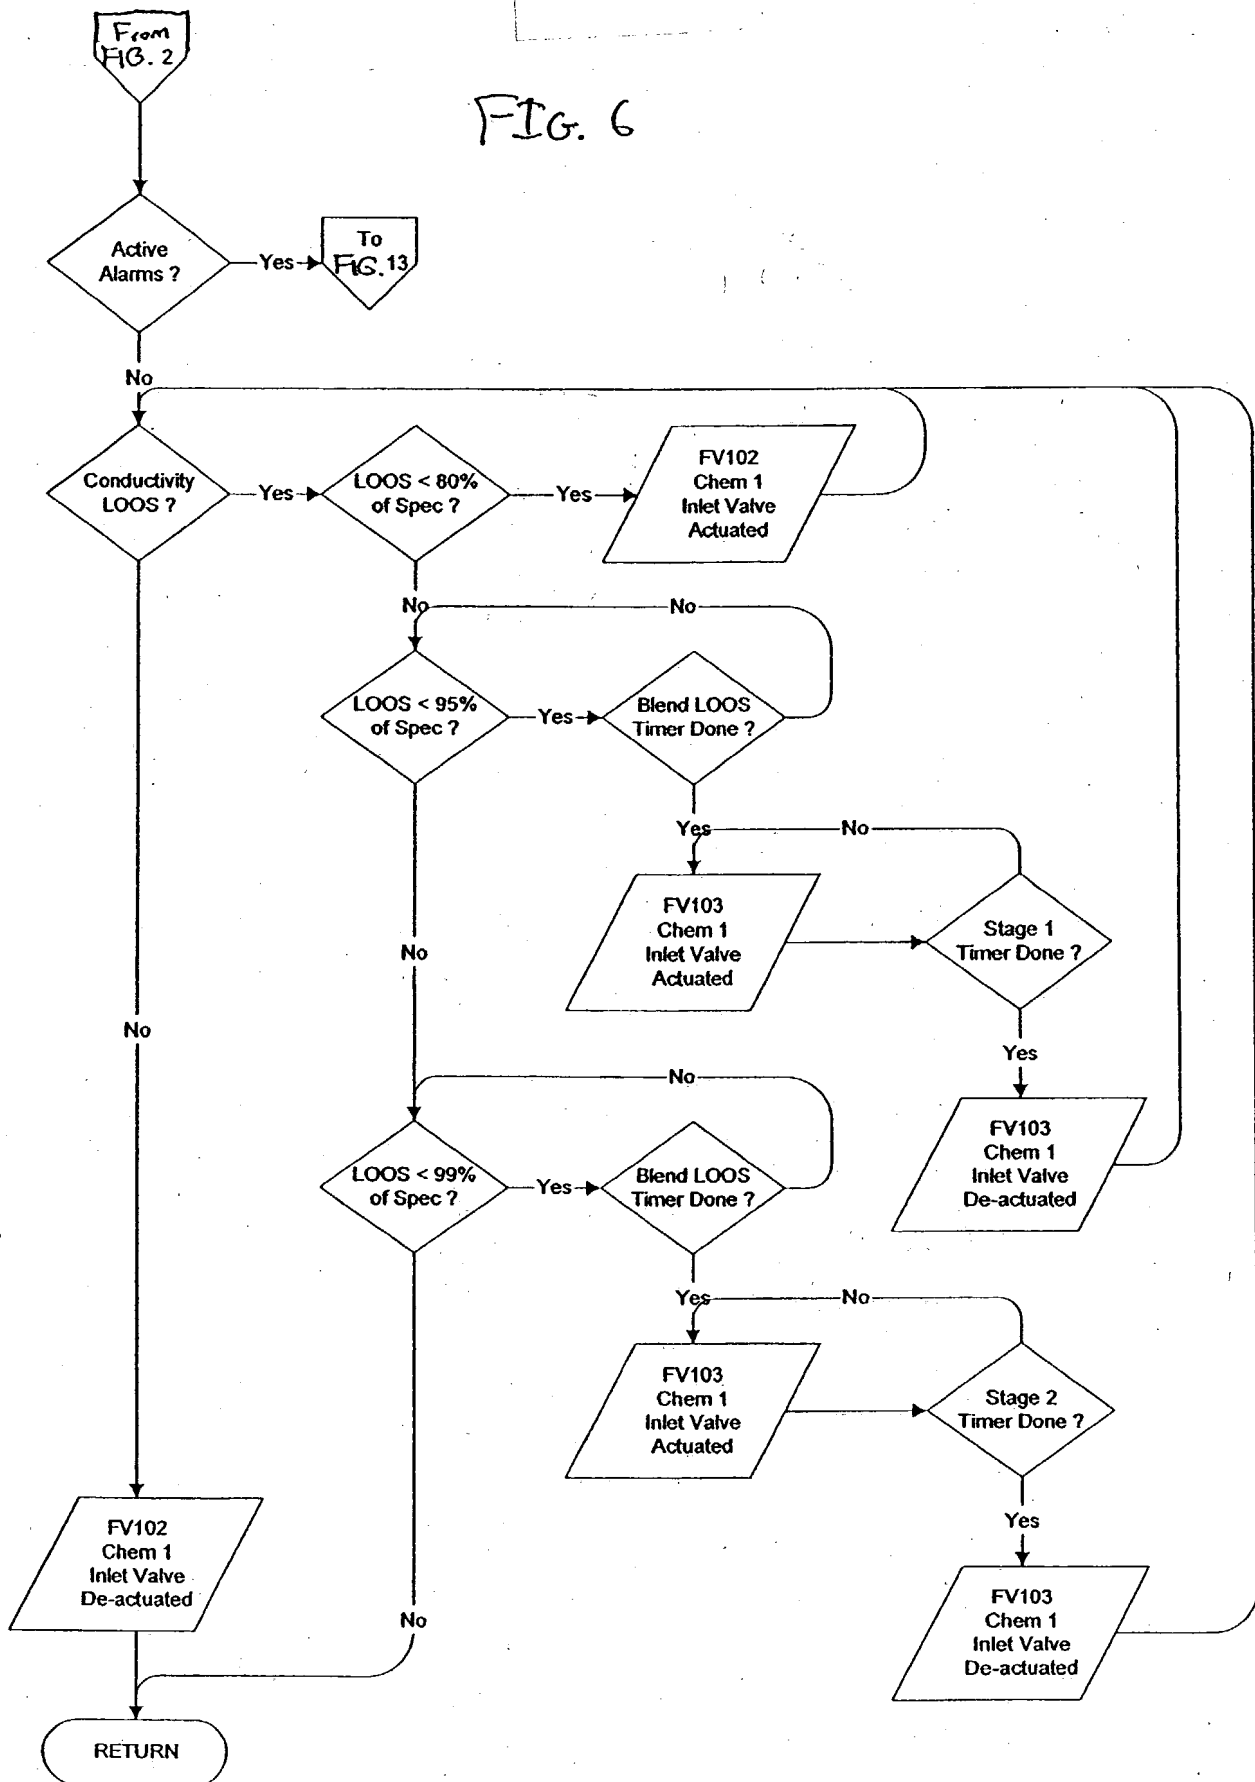 From
FIG. 2
FIG. 6
Active
Alarms ?
Yes
To
FIG. 13
No
Conductivity
LOOS ?
Yes
LOOS < 80%
of Spec ?
Yes
FV102
Chem 1
Inlet Valve
Actuated
No
No
LOOS < 95%
of Spec ?
Yes
Blend LOOS
Timer Done ?
Yes
No
FV103
Chem 1
Inlet Valve
Actuated
Stage 1
Timer Done ?
No
No
Yes
No
FV103
Chem 1
Inlet Valve
De-actuated
LOOS < 99%
of Spec ?
Yes
Blend LOOS
Timer Done ?
Yes
No
FV103
Chem 1
Inlet Valve
Actuated
Stage 2
Timer Done ?
Yes
FV102
Chem 1
Inlet Valve
De-actuated
No
FV103
Chem 1
Inlet Valve
De-actuated
RETURN